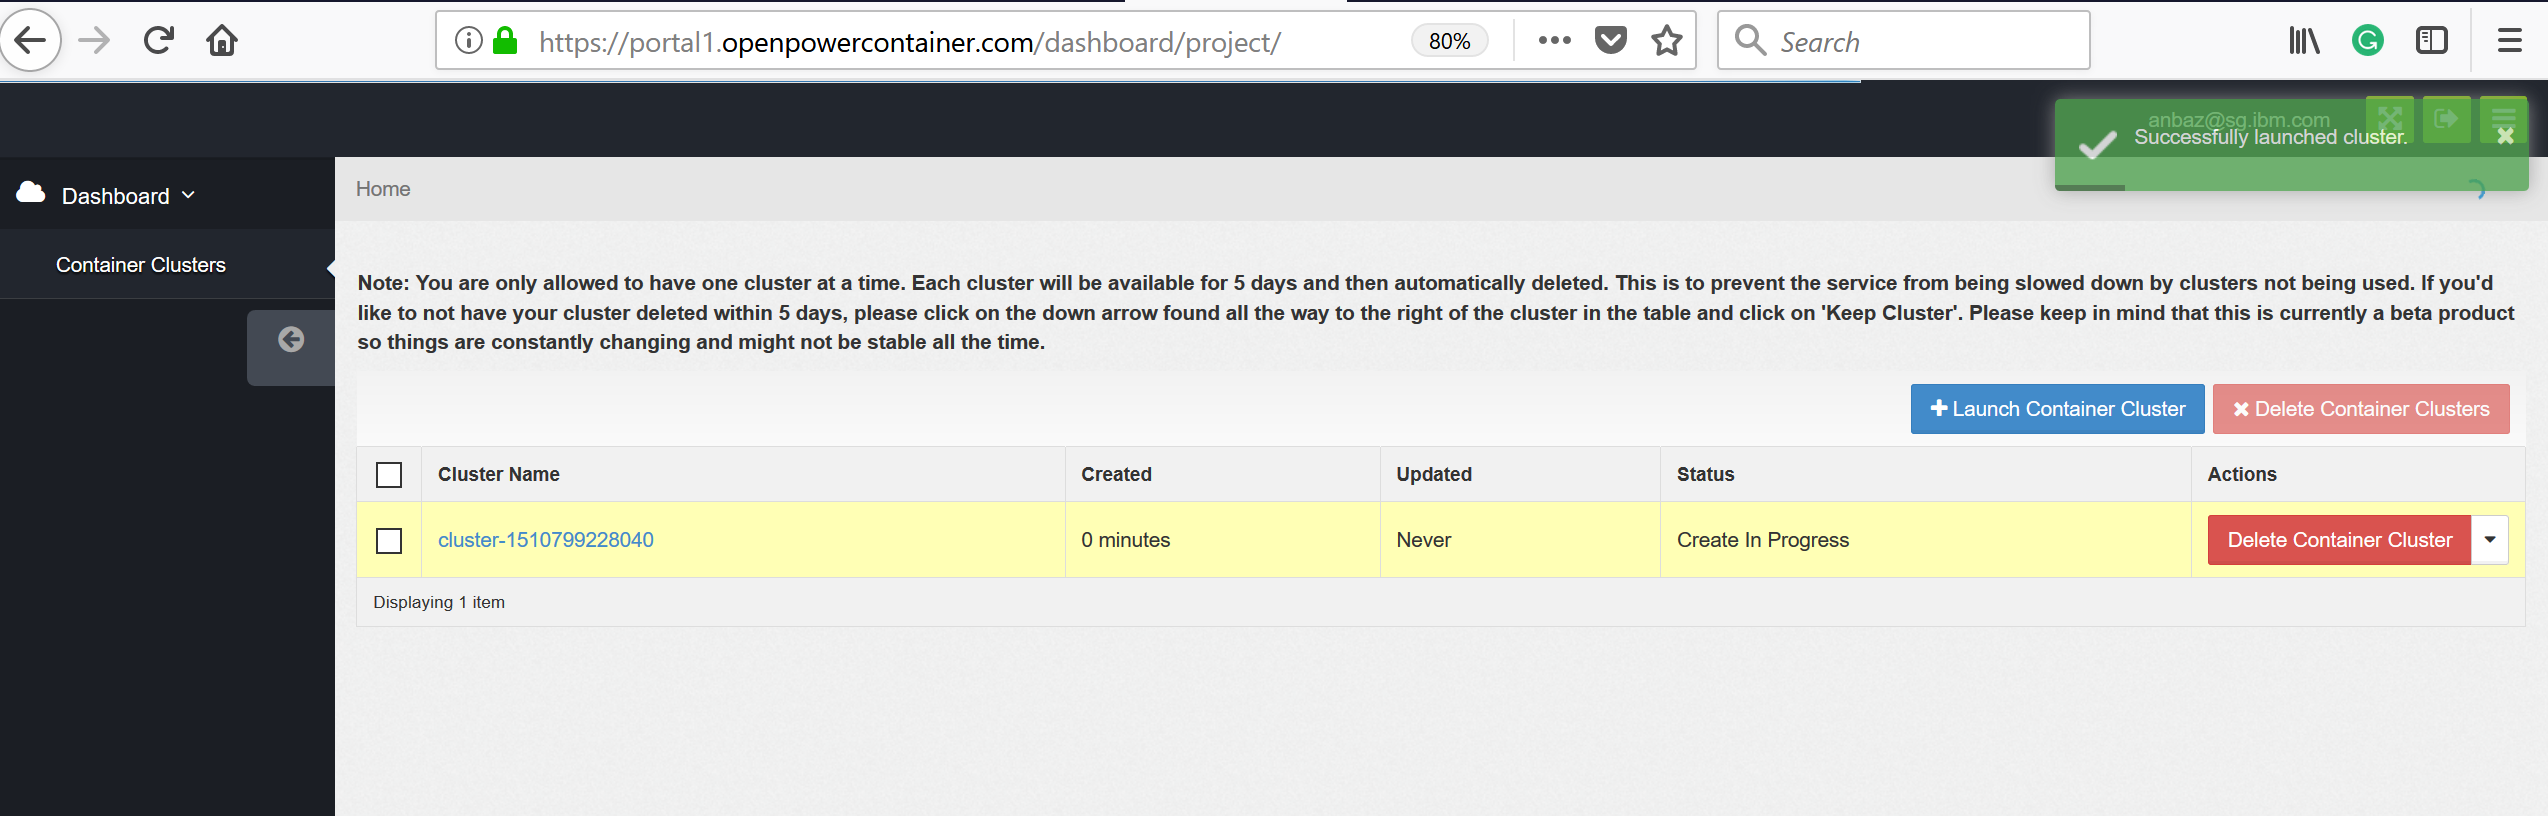 https://portal1.openpowercontainer.com/dashboard/project/
80%
Search
anbaz@sg.ibm.com
Successfully launched cluster.
Dashboard
Home
Container Clusters
Note: You are only allowed to have one cluster at a time. Each cluster will be available for 5 days and then automatically deleted. This is to prevent the service from being slowed down by clusters not being used. If you'd
like to not have your cluster deleted within 5 days, please click on the down arrow found all the way to the right of the cluster in the table and click on 'Keep Cluster'. Please keep in mind that this is currently a beta product
so things are constantly changing and might not be stable all the time.
Launch Container Cluster
Delete Container Clusters
Cluster Name Created Updated Status Actions
cluster-1510799228040 0 minutes Never Create In Progress Delete Container Cluster
Displaying 1 item